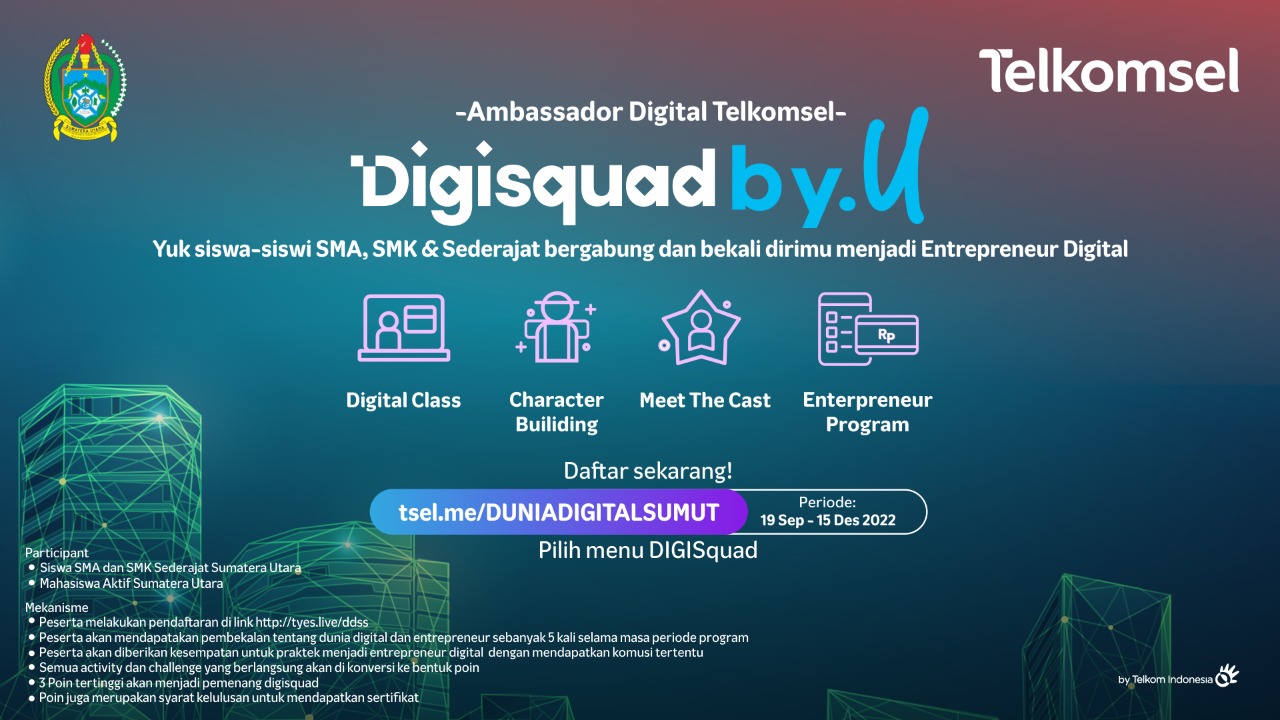 SUMATERA UTARA
Telkomsel
-Ambassador Digital Telkomsel-
Digisquad by.U
Yuk siswa-siswi SMA, SMK & Sederajat bergabung dan bekali dirimu menjadi Entrepreneur Digital
Rp
Digital Class
Character
Builiding
Meet The Cast
Enterpreneur
Program
Daftar sekarang!
tsel.me/DUNIADIGITALSUMUT
Periode:
19 Sep - 15 Des 2022
Pilih menu DIGISquad
Participant
• Siswa SMA dan SMK Sederajat Sumatera Utara
• Mahasiswa Aktif Sumatera Utara
Mekanisme
• Peserta melakukan pendaftaran di link http://tyes.live/ddss
• Peserta akan mendapatakan pembekalan tentang dunia digital dan entrepreneur sebanyak 5 kali selama masa periode program
• Peserta akan diberikan kesempatan untuk praktek menjadi entrepreneur digital dengan mendapatkan komusi tertentu
• Semua activity dan challenge yang berlangsung akan di konversi ke bentuk poin
• 3 Poin tertinggi akan menjadi pemenang digisquad
• Poin juga merupakan syarat kelulusan untuk mendapatkan sertifikat
by Telkom Indonesia